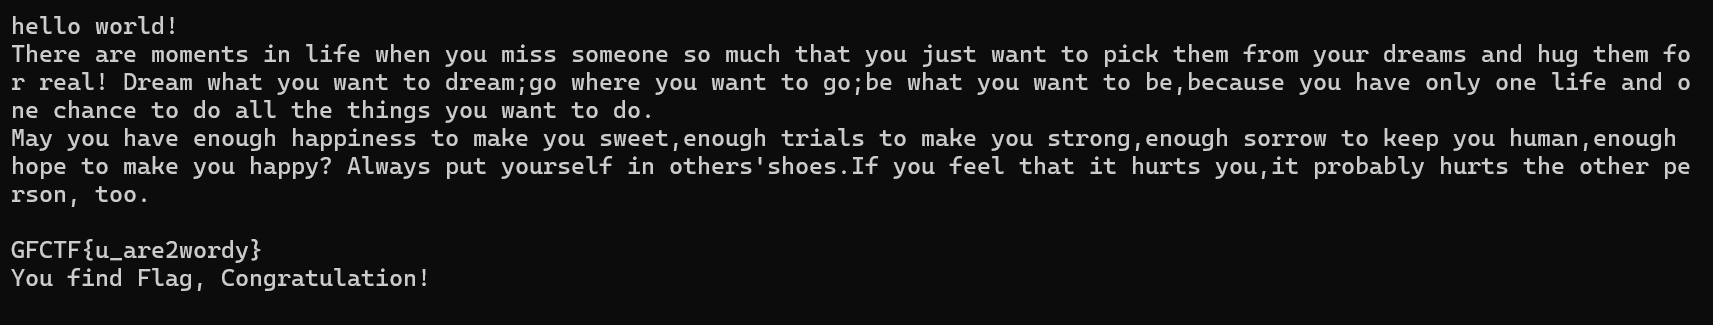 hello world!
There are moments in life when you miss someone so much that you just want to pick them from your dreams and hug them fo
r real! Dream what you want to dream;go where you want to go;be what you want to be,because you have only one life and o
ne chance to do all the things you want to do.
May you have enough happiness to make you sweet,enough trials to make you strong,enough sorrow to keep you human,enough
hope to make you happy? Always put yourself in others'shoes.If you feel that it hurts you,it probably hurts the other pe
rson, too.

GFCTF{u_are2wordy}
You find Flag, Congratulation!